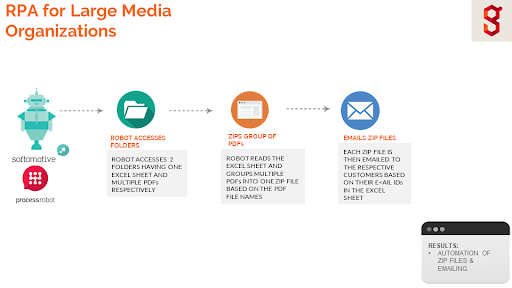 RPA for Large Media
Organizations
softomotive
processrobot
ROBOT ACCESSES
FOLDERS
ROBOT ACCESSES 2
FOLDERS HAVING ONE
EXCEL SHEET AND
MULTIPLE PDFs
RESPECTIVELY
ZIPS GROUP OF
PDFs
ROBOT READS THE
EXCEL SHEET AND
GROUPS MULTIPLE
PDFs INTO ONE ZIP FILE
BASED ON THE PDF
FILE NAMES
EMAILS ZIP FILES
EACH ZIP FILE IS
THEN EMAILED TO
THE RESPECTIVE
CUSTOMERS BASED
ON THEIR E-AIL IDs
IN THE EXCEL
SHEET
RESULTS:
• AUTOMATION OF
ZIP FILES &
EMAILING